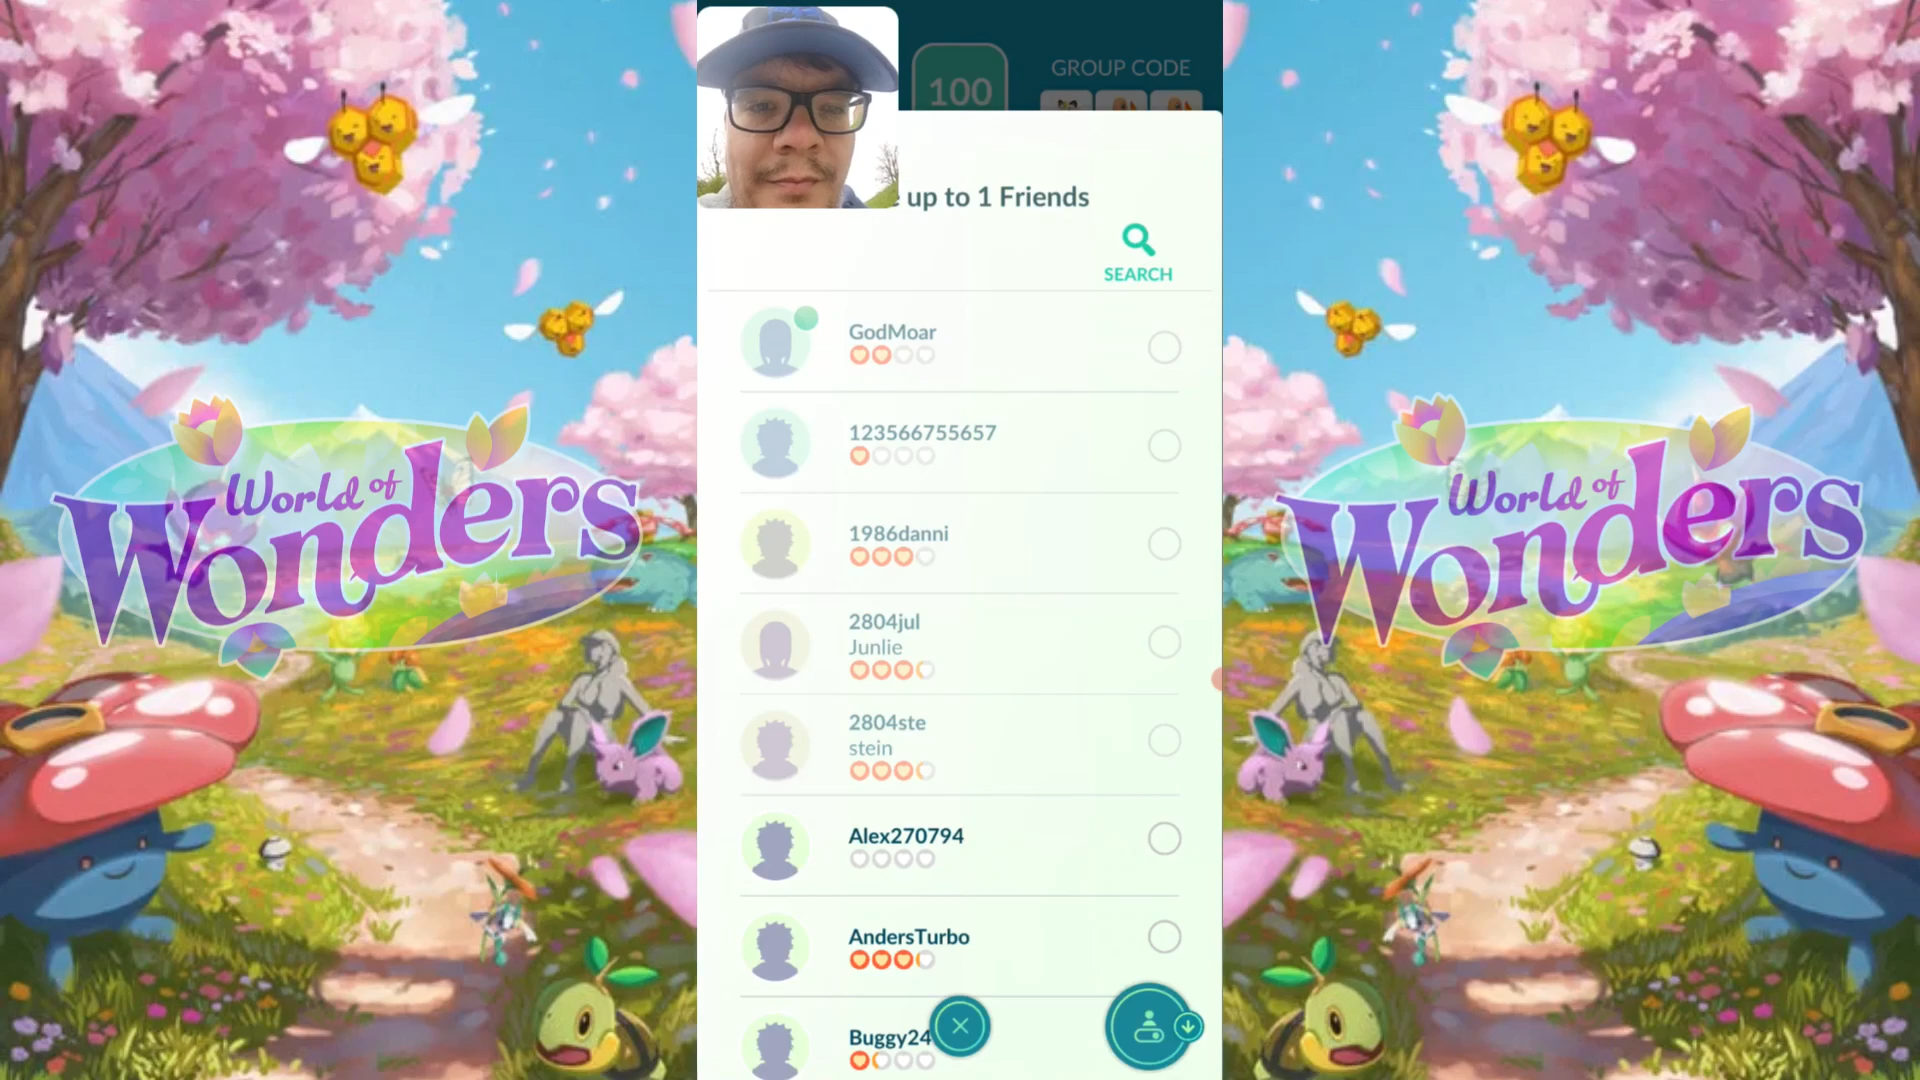 100
GROUP CODE
up to 1 Friends
SEARCH
GodMoar
123566755657
1986danni
2804jul
Junlie
2804ste
stein
Alex270794
AndersTurbo
Buggy24
World of
Wonders
World of
Wonders